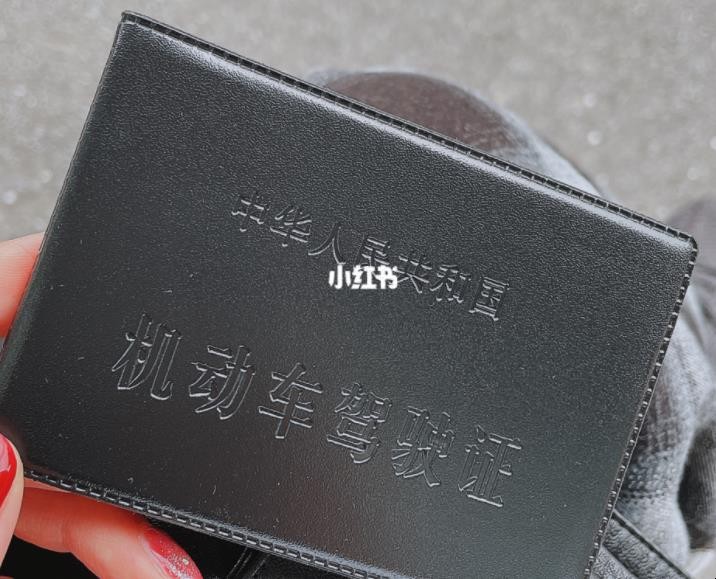 中华人民共和国
小红书
机动车驾驶证